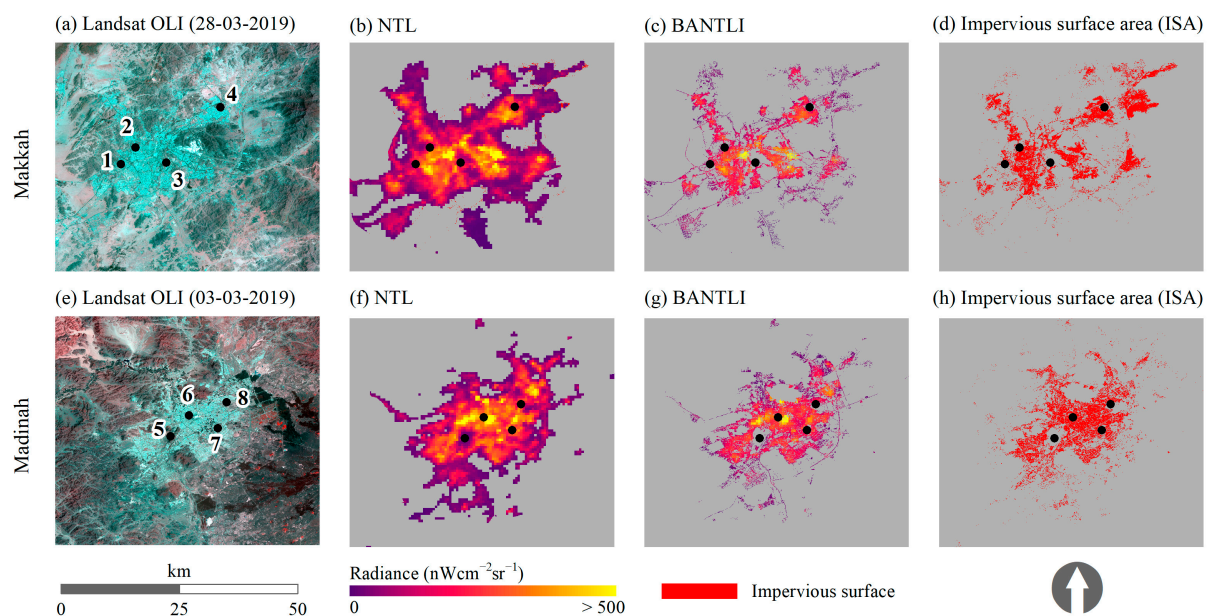 (a) Landsat OLI (28-03-2019)
(b) NTL
(c) BANTLI
(d) Impervious surface area (ISA)
Makkah
1
2
3
4
(e) Landsat OLI (03-03-2019)
(f) NTL
(g) BANTLI
(h) Impervious surface area (ISA)
Madinah
5
6
7
8
km
0 25 50
Radiance (nWcm⁻²sr⁻¹)
0 > 500
Impervious surface